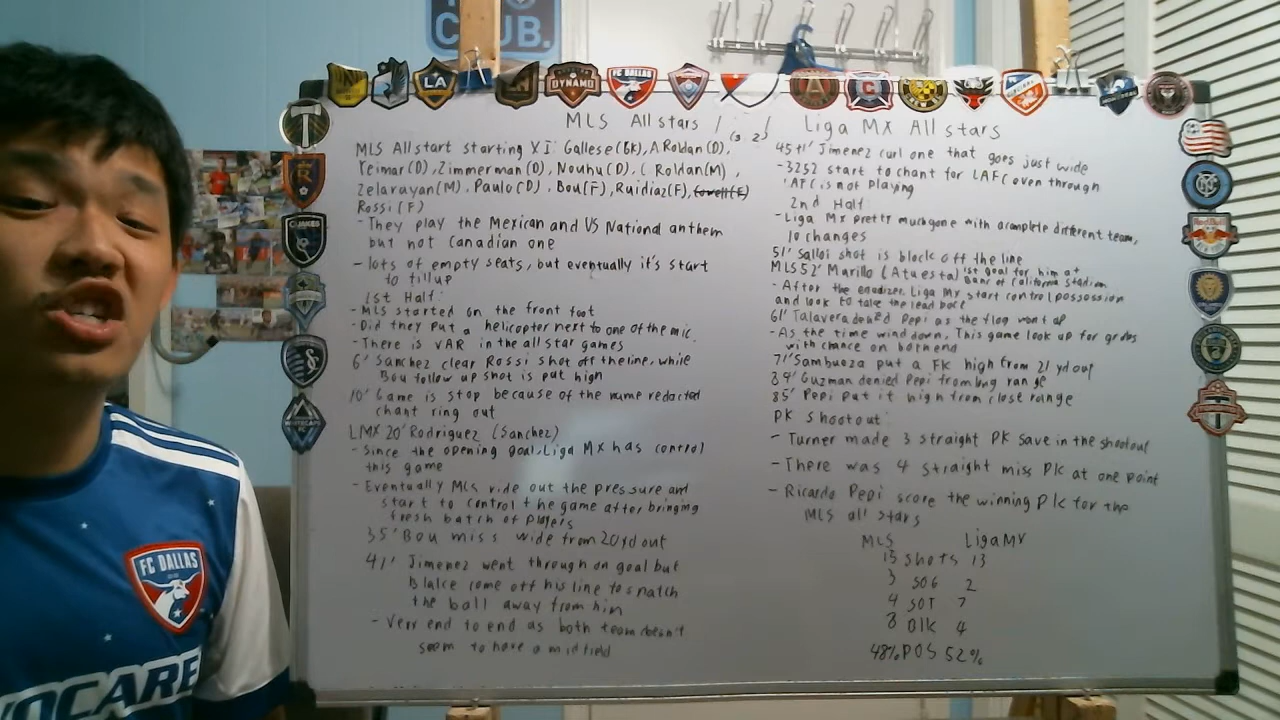 CLUB.
LA
DYNAMO
FC DALLAS
MLS All stars / (3-2) / Liga MX All stars
MLS All start starting XI: Gallese(GK), A Roldan(D),
Yeimar(D), Zimmerman(D), Nouhu(D), C Roldan(M),
Zelarayan(M), Paulo(D), Bou(F), Ruidiaz(F),
Rossi(F)
- They play the Mexican and US National anthem
but not Canadian one
- lots of empty seats, but eventually it's start
to fill up
1st Half:
- MLS started on the front foot
- Did they put a helicopter next to one of the mic
- There is VAR in the all star games
6' Sanchez clear Rossi shot off the line, while
Bou follow up shot is put high
10' Game is stop because of the name redacted
chant ring out
LMX 20' Rodriguez (Sanchez)
- Since the opening goal, Liga MX has control
this game
- Eventually MLS ride out the pressure and
start to control the game after bringing
fresh batch of players
35' Bou miss wide from 20 yd out
41' Jimenez went through on goal but
Blake come off his line to snatch
the ball away from him
- Very end to end as both team doesn't
seem to have a midfield
45+1' Jimenez curl one that goes just wide
- 3252 start to chant for LAFC even through
LAFC is not playing
2nd Half:
- Liga MX pretty much gone with a complete different team,
10 changes
51' Salloi shot is block off the line
MLS 52' Murillo (Atuesta) 1st goal for him at
Banc of California Stadium
- After the equalizer, Liga MX start control possession
and look to take the lead back
61' Talavera denied Pepi as the flag went up
- As the time wind down, This game look up for grabs
with chance on both end
71' Sambueza put a FK high from 21 yd out
84' Guzman denied Pepi from long range
85' Pepi put it high from close range
PK shootout:
- Turner made 3 straight PK save in the shootout
- There was 4 straight miss PK at one point
- Ricardo Pepi score the winning PK for the
MLS all stars
MLS Liga MX
13 shots 13
3 SOG 2
4 SOT 7
8 Blk 4
48% POS 52%
QUAKES
FC DALLAS